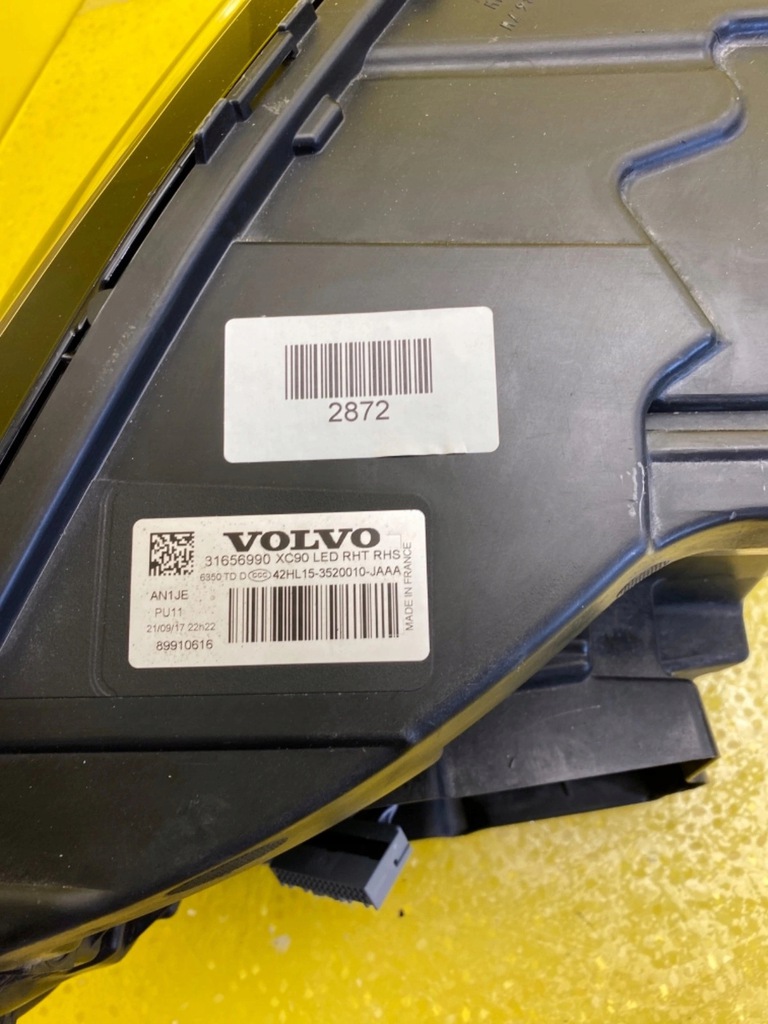 2872
VOLVO
31656990 XC90 LED RHT RHS
6350 TD D CCC 42HL15-3520010-JAAA
AN1JE
PU11
21/09/17 22h22
89910616
MADE IN FRANCE